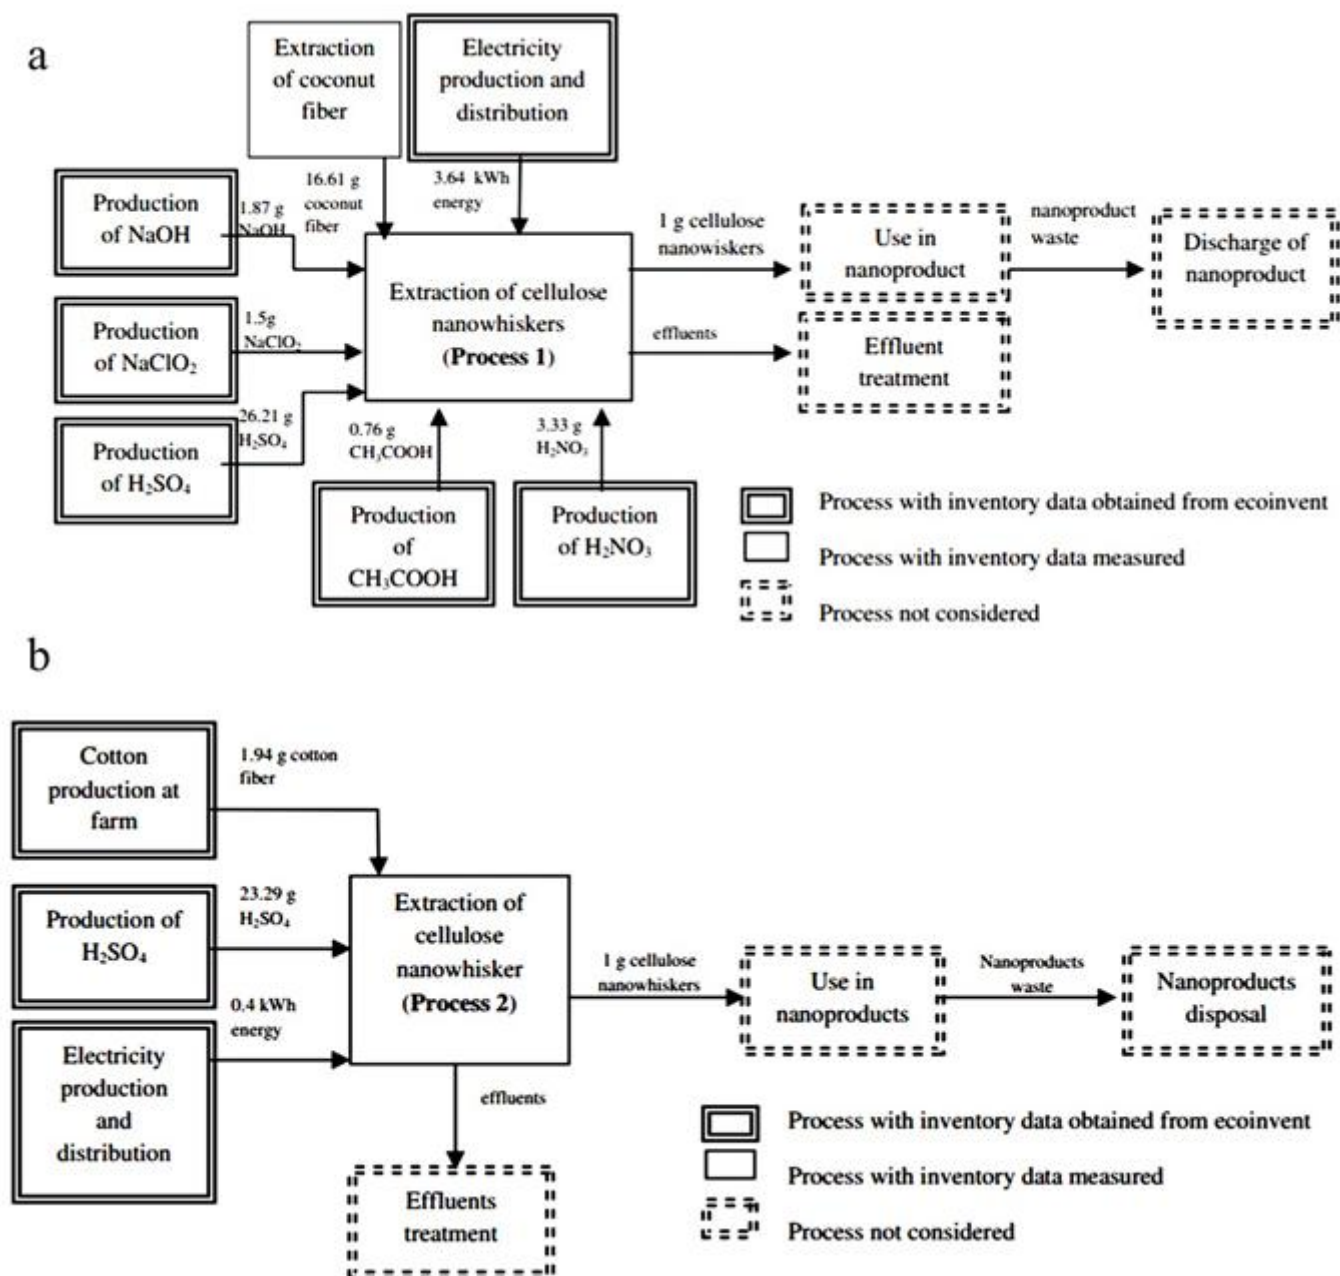 a
Extraction
of coconut
fiber
Electricity
production and
distribution
Production
of NaOH
1.87 g
NaOH
16.61 g
coconut
fiber
3.64 kWh
energy
Production
of NaClO₂
1.5g
NaClO₂
Production
of H₂SO₄
26.21 g
H₂SO₄
Extraction of cellulose
nanowhiskers
(Process 1)
0.76 g
CH₃COOH
3.33 g
H₂NO₃
Production
of
CH₃COOH
Production
of H₂NO₃
1 g cellulose
nanowiskers
Use in
nanoproduct
nanoproduct
waste
Discharge of
nanoproduct
effluents
Effluent
treatment
Process with inventory data obtained from ecoinvent
Process with inventory data measured
Process not considered
b
Cotton
production at
farm
1.94 g cotton
fiber
Production of
H₂SO₄
23.29 g
H₂SO₄
0.4 kWh
energy
Electricity
production
and
distribution
Extraction of
cellulose
nanowhisker
(Process 2)
1 g cellulose
nanowhiskers
Use in
nanoproducts
Nanoproducts
waste
Nanoproducts
disposal
effluents
Effluents
treatment
Process with inventory data obtained from ecoinvent
Process with inventory data measured
Process not considered